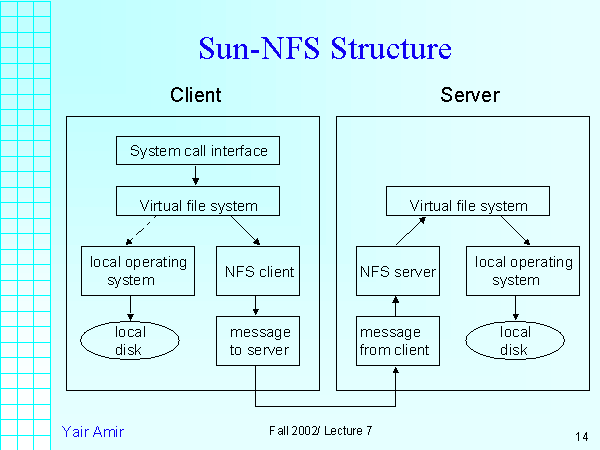 Sun-NFS Structure
Client
Server
System call interface
Virtual file system
local operating
system
NFS client
local
disk
message
to server
Virtual file system
NFS server
local operating
system
message
from client
local
disk
Yair Amir
Fall 2002/ Lecture 7
14